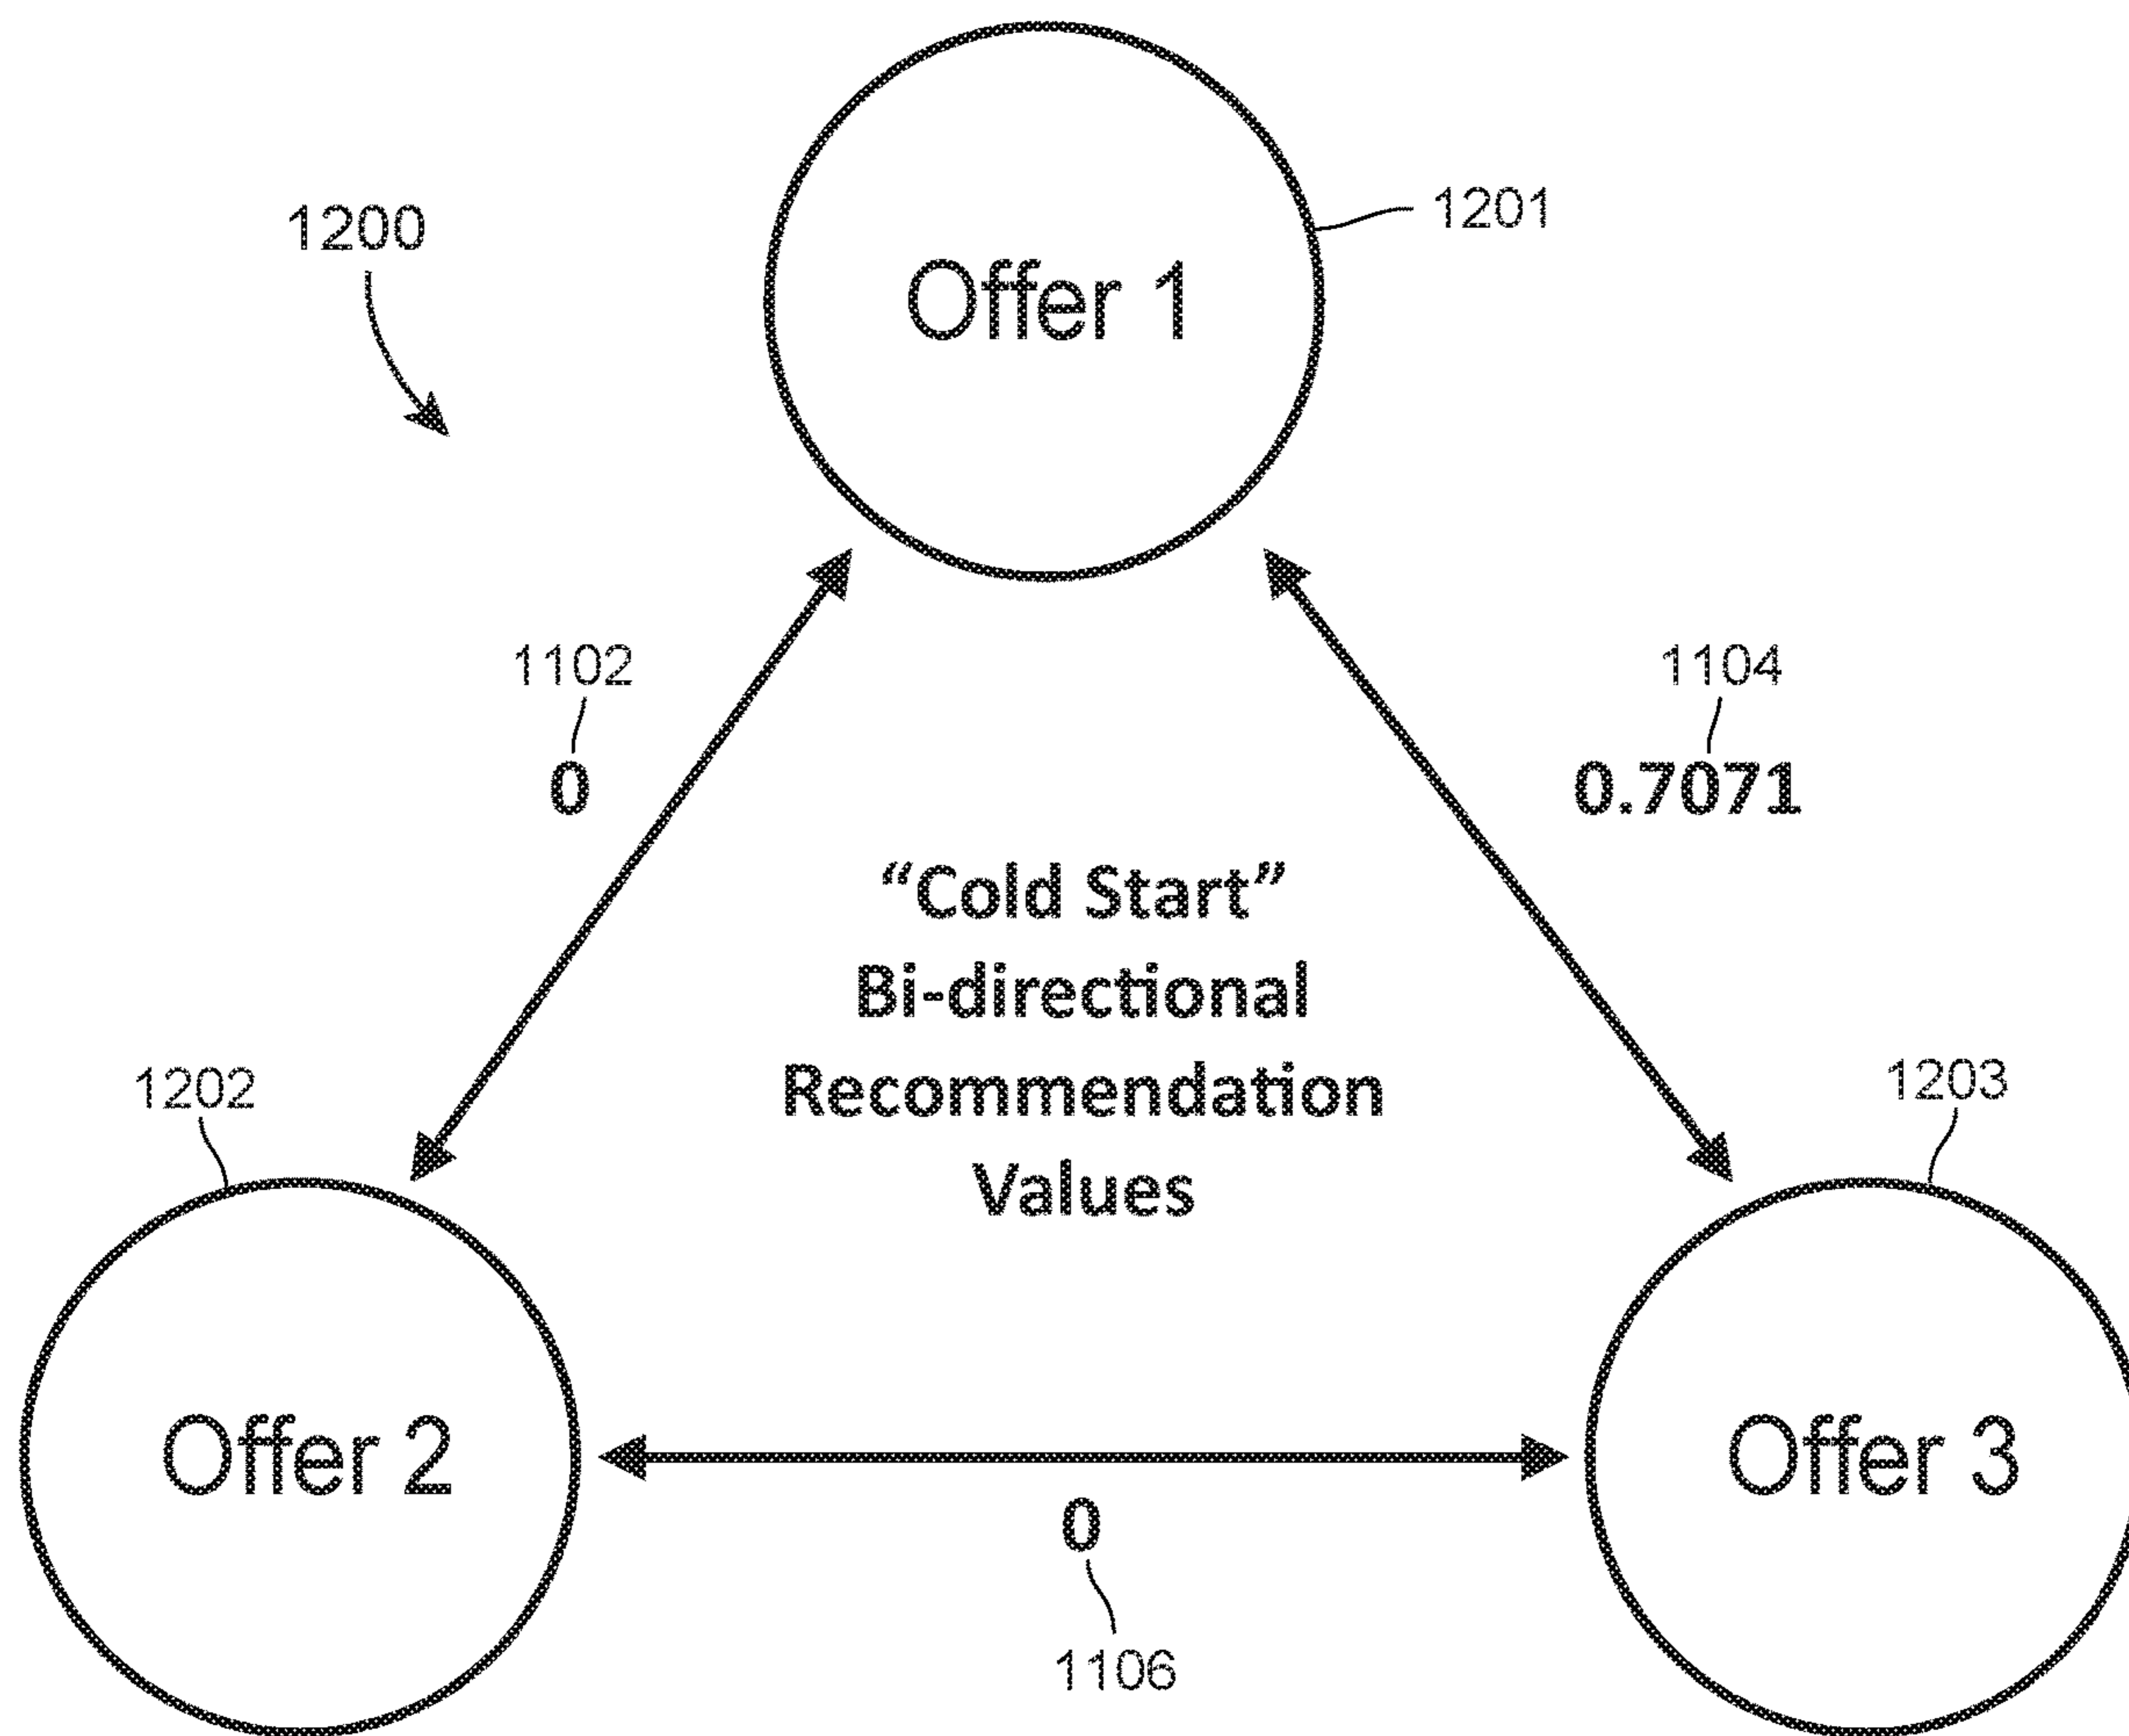 1200
1201
Offer 1
1102
0
1104
0.7071
“Cold Start”
Bi-directional
Recommendation
Values
1202
1203
Offer 2
Offer 3
0
1106